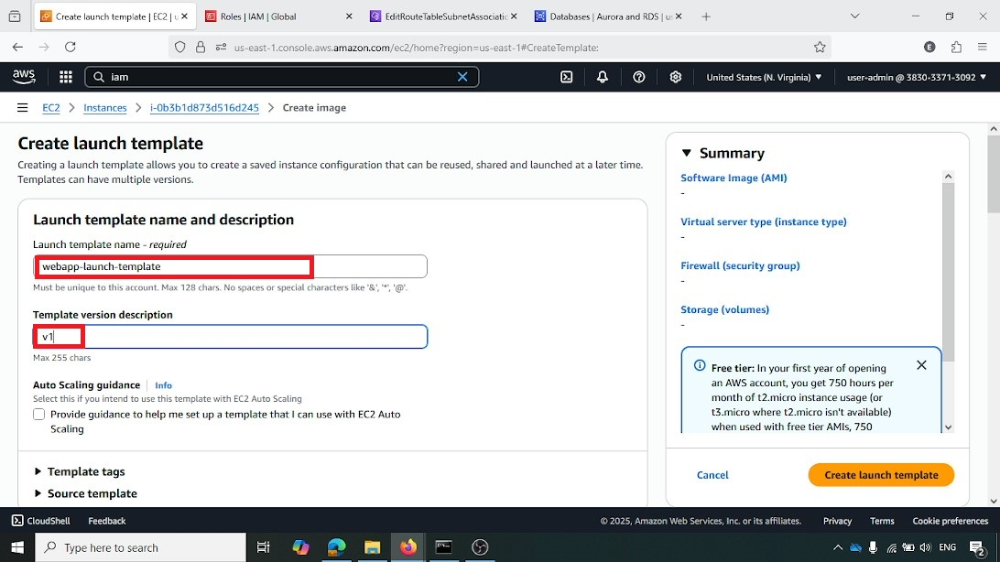 Create launch template | EC2 | u
Roles | IAM | Global
EditRouteTableSubnetAssociatic
Databases | Aurora and RDS | us
us-east-1.console.aws.amazon.com/ec2/home?region=us-east-1#CreateTemplate:
E
aws
iam
United States (N. Virginia)
user-admin @ 3830-3371-3092
EC2 > Instances > i-0b3b1d873d516d245 > Create image
Create launch template
Creating a launch template allows you to create a saved instance configuration that can be reused, shared and launched at a later time.
Templates can have multiple versions.
Launch template name and description
Launch template name - required
webapp-launch-template
Must be unique to this account. Max 128 chars. No spaces or special characters like '&', '*', '@'.
Template version description
v1
Max 255 chars
Auto Scaling guidance | Info
Select this if you intend to use this template with EC2 Auto Scaling
Provide guidance to help me set up a template that I can use with EC2 Auto
Scaling
Template tags
Source template
Summary
Software Image (AMI)
-
Virtual server type (instance type)
-
Firewall (security group)
-
Storage (volumes)
-
Free tier: In your first year of opening
an AWS account, you get 750 hours per
month of t2.micro instance usage (or
t3.micro where t2.micro isn't available)
when used with free tier AMIs, 750
Cancel
Create launch template
CloudShell
Feedback
© 2025, Amazon Web Services, Inc. or its affiliates.
Privacy
Terms
Cookie preferences
Type here to search
ENG
2